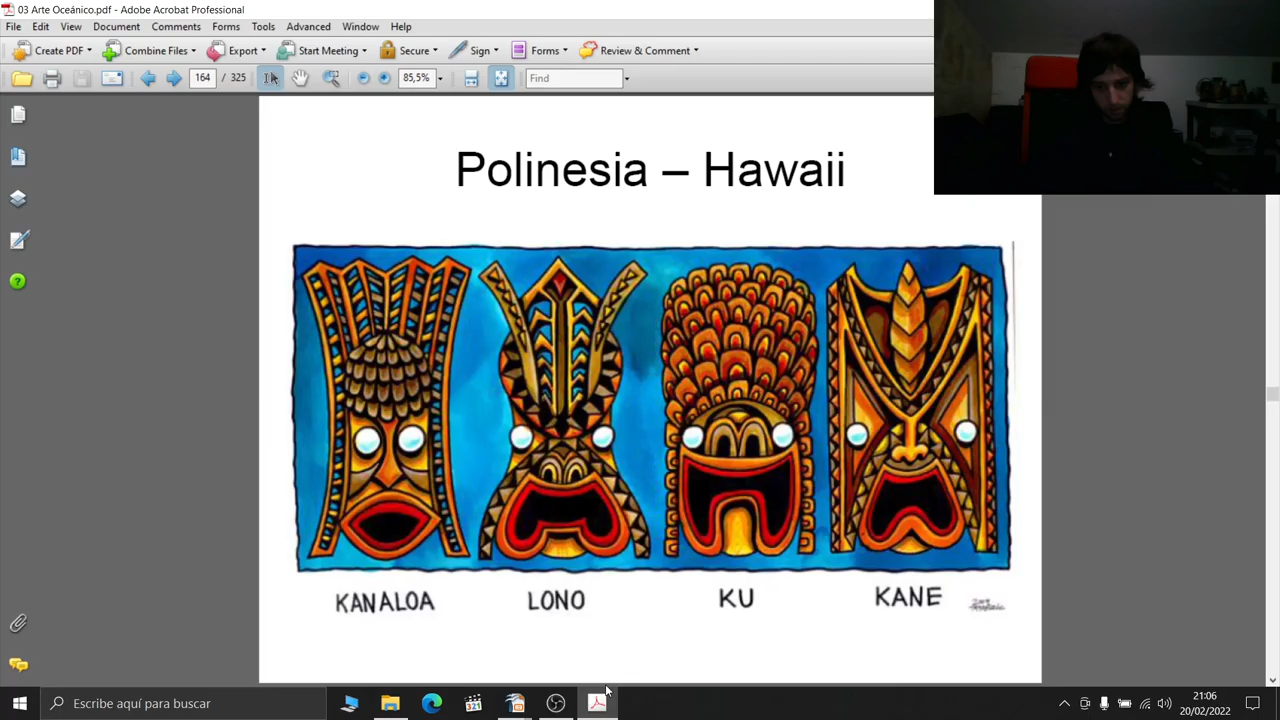 03 Arte Oceánico.pdf - Adobe Acrobat Professional
File Edit View Document Comments Forms Tools Advanced Window Help
Create PDF Combine Files Export Start Meeting Secure Sign Forms Review & Comment
164 / 325 85,5% Find
Polinesia – Hawaii
KANALOA LONO KU KANE
Escribe aquí para buscar
321
21:06
20/02/2022